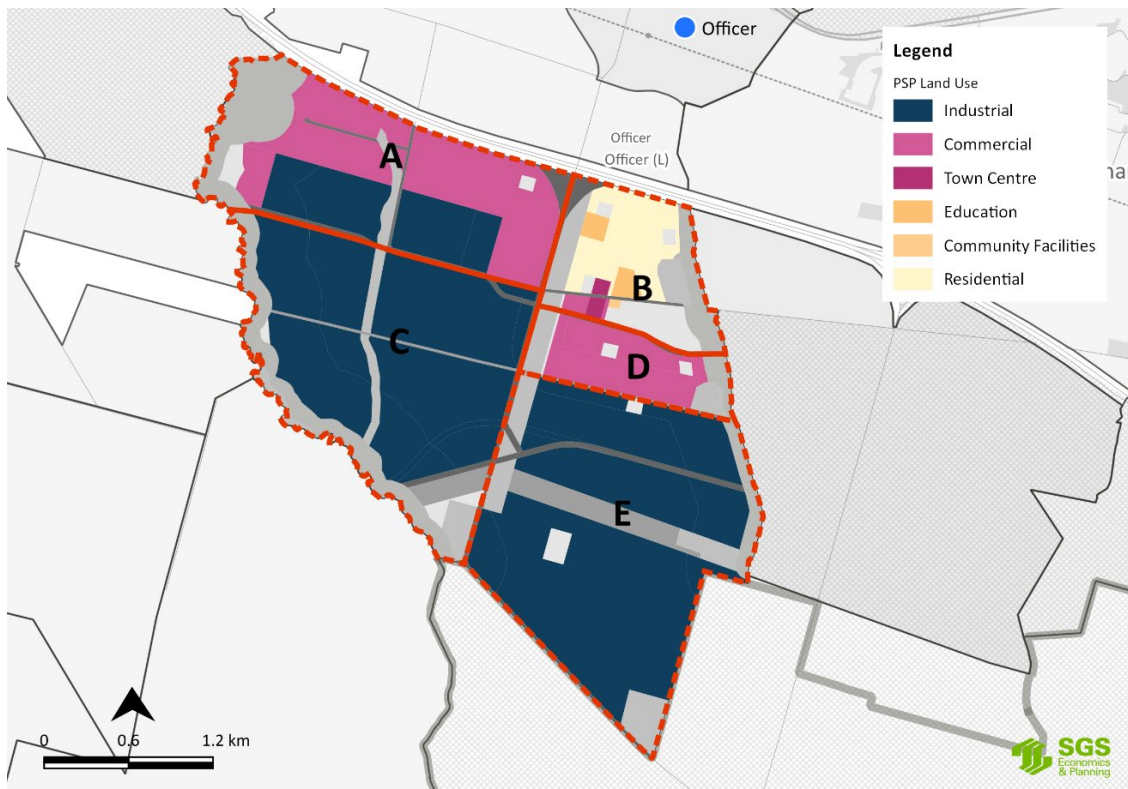 Officer
Legend
PSP Land Use
Industrial
Commercial
Town Centre
Education
Community Facilities
Residential
Officer
Officer (L)
A
B
C
D
E
0 0.6 1.2 km
SGS
Economics
& Planning